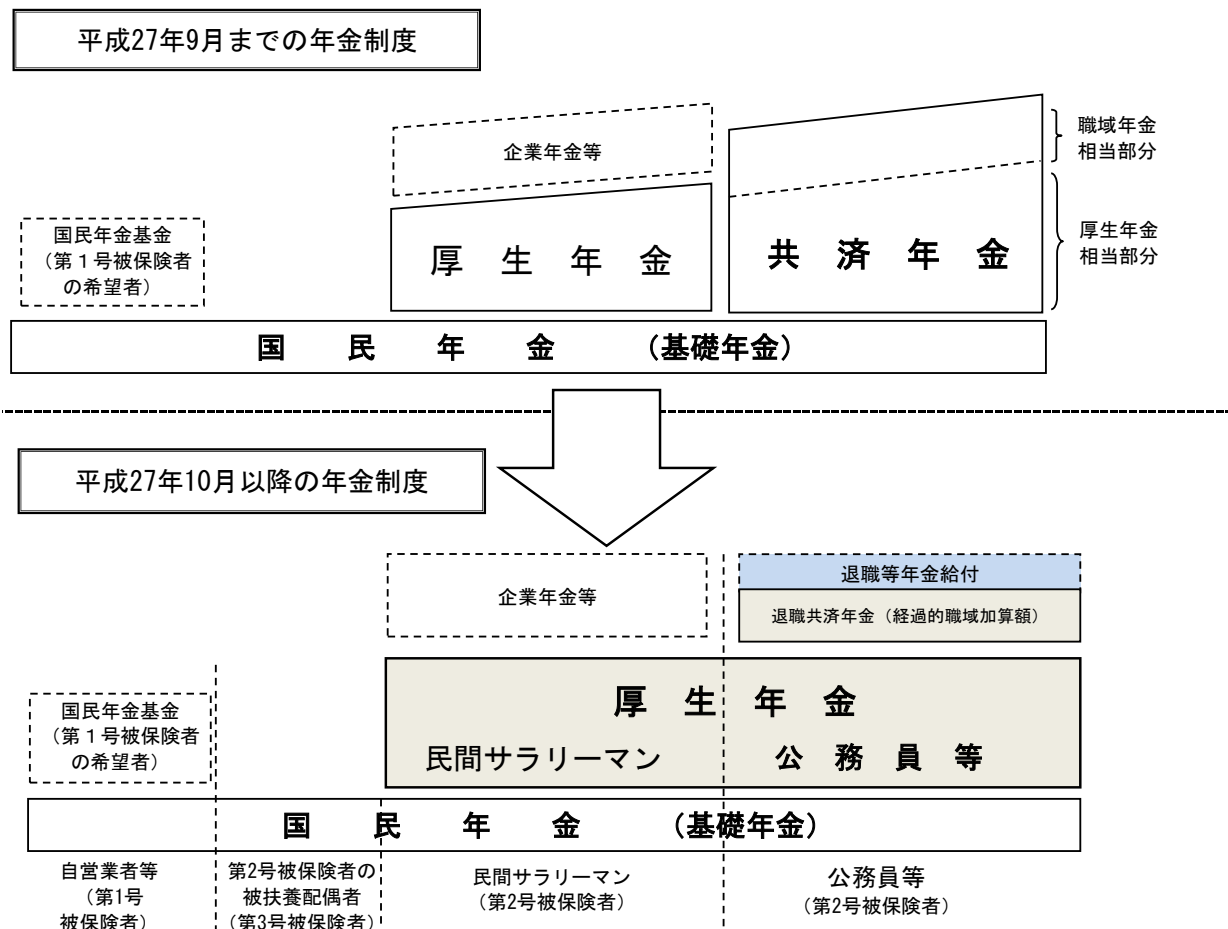 平成27年9月までの年金制度
企業年金等
職域年金
相当部分
国民年金基金
(第１号被保険者
の希望者)
厚生年金
共済年金
厚生年金
相当部分
国民年金（基礎年金）
平成27年10月以降の年金制度
企業年金等
退職等年金給付
退職共済年金（経過的職域加算額）
国民年金基金
(第１号被保険者
の希望者)
厚生年金
民間サラリーマン
公務員等
国民年金（基礎年金）
自営業者等
(第1号
被保険者)
第2号被保険者の
被扶養配偶者
(第3号被保険者)
民間サラリーマン
(第2号被保険者)
公務員等
(第2号被保険者)